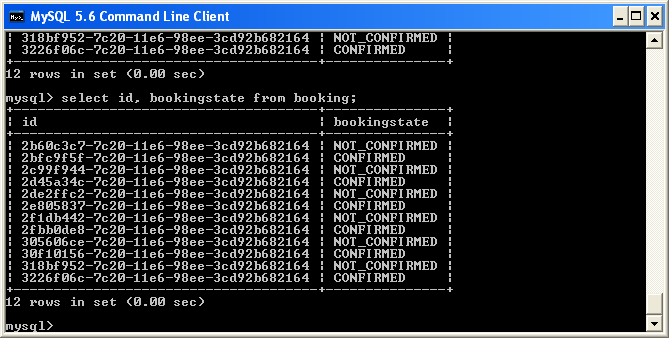 MySQL 5.6 Command Line Client
¦ 318bf952-7c20-11e6-98ee-3cd92b682164 ¦ NOT_CONFIRMED ¦
¦ 3226f06c-7c20-11e6-98ee-3cd92b682164 ¦ CONFIRMED     ¦
+--------------------------------------+---------------+
12 rows in set (0.00 sec)
mysql> select id, bookingstate from booking;
+--------------------------------------+---------------+
¦ id                                   ¦ bookingstate  ¦
+--------------------------------------+---------------+
¦ 2b60c3c7-7c20-11e6-98ee-3cd92b682164 ¦ NOT_CONFIRMED ¦
¦ 2bfc9f5f-7c20-11e6-98ee-3cd92b682164 ¦ CONFIRMED     ¦
¦ 2c99f944-7c20-11e6-98ee-3cd92b682164 ¦ NOT_CONFIRMED ¦
¦ 2d45a34c-7c20-11e6-98ee-3cd92b682164 ¦ CONFIRMED     ¦
¦ 2de2ffc2-7c20-11e6-98ee-3cd92b682164 ¦ NOT_CONFIRMED ¦
¦ 2e805837-7c20-11e6-98ee-3cd92b682164 ¦ CONFIRMED     ¦
¦ 2f1db442-7c20-11e6-98ee-3cd92b682164 ¦ NOT_CONFIRMED ¦
¦ 2fbb0de8-7c20-11e6-98ee-3cd92b682164 ¦ CONFIRMED     ¦
¦ 305606ce-7c20-11e6-98ee-3cd92b682164 ¦ NOT_CONFIRMED ¦
¦ 30f10156-7c20-11e6-98ee-3cd92b682164 ¦ CONFIRMED     ¦
¦ 318bf952-7c20-11e6-98ee-3cd92b682164 ¦ NOT_CONFIRMED ¦
¦ 3226f06c-7c20-11e6-98ee-3cd92b682164 ¦ CONFIRMED     ¦
+--------------------------------------+---------------+
12 rows in set (0.00 sec)
mysql>